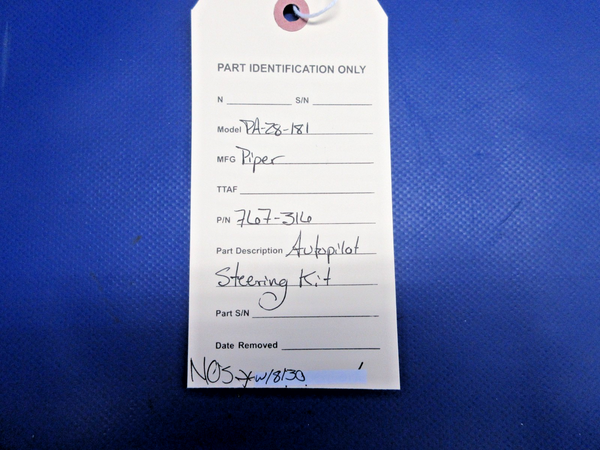 PART IDENTIFICATION ONLY
N S/N
Model PA-28-181
MFG Piper
TTAF
P/N 767-316
Part Description Autopilot
Steering Kit
Part S/N
Date Removed
NOS w/8130